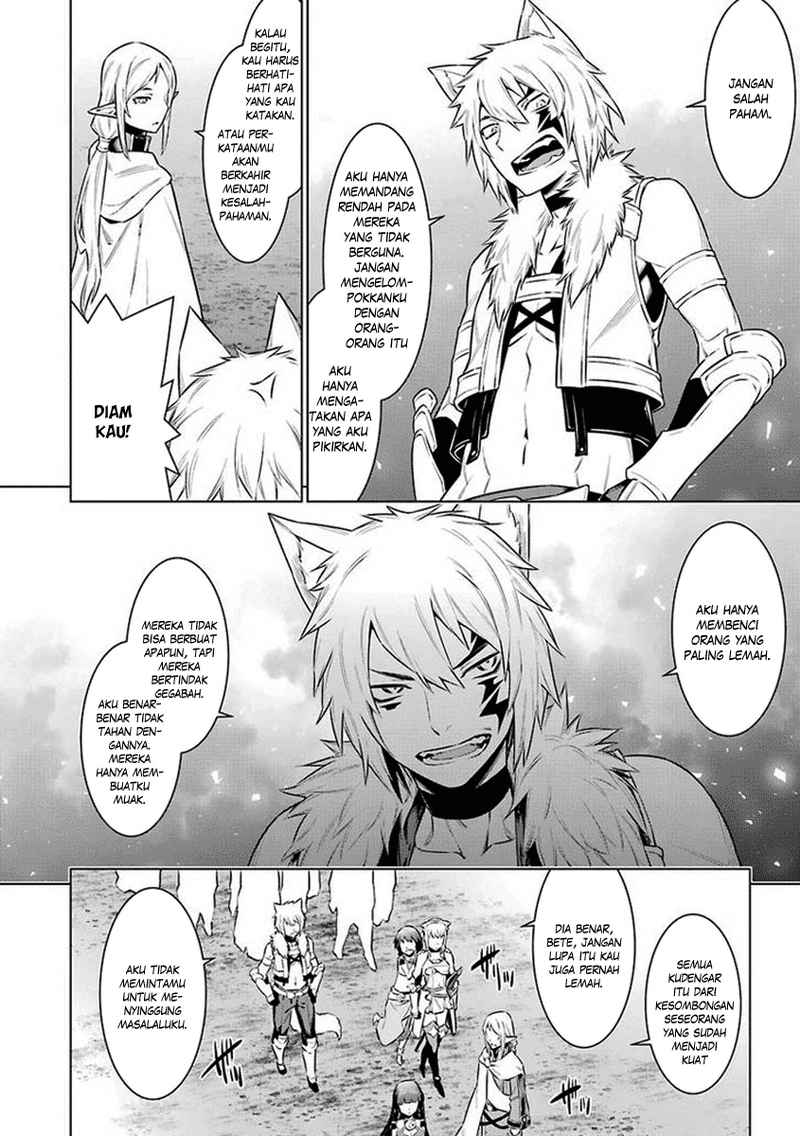 JANGAN
SALAH
PAHAM.
AKU HANYA
MEMANDANG
RENDAH PADA
MEREKA
YANG TIDAK
BERGUNA.
JANGAN
MENGELOM-
POKKANKU
DENGAN
ORANG-
ORANG ITU
AKU
HANYA
MENGA-
TAKAN APA
YANG AKU
PIKIRKAN.
KALAU
BEGITU,
KAU HARUS
BERHATI-
HATI APA
YANG KAU
KATAKAN.
ATAU PER-
KATAANMU
AKAN
BERKAHIR
MENJADI
KESALAH-
PAHAMAN.
DIAM
KAU!
AKU HANYA
MEMBENCI
ORANG YANG
PALING LEMAH.
MEREKA TIDAK
BISA BERBUAT
APAPUN, TAPI
MEREKA
BERTINDAK
GEGABAH.
AKU BENAR-
BENAR TIDAK
TAHAN DE-
NGANNYA.
MEREKA
HANYA MEM-
BUATKU
MUAK.
SEMUA
KUDENGAR
ITU DARI
KESOMBONGAN
SESEORANG
YANG SUDAH
MENJADI
KUAT
DIA BENAR,
BETE, JANGAN
LUPA ITU KAU
JUGA PERNAH
LEMAH.
AKU TIDAK
MEMINTAMU
UNTUK ME-
NYINGGUNG
MASALALUKU.